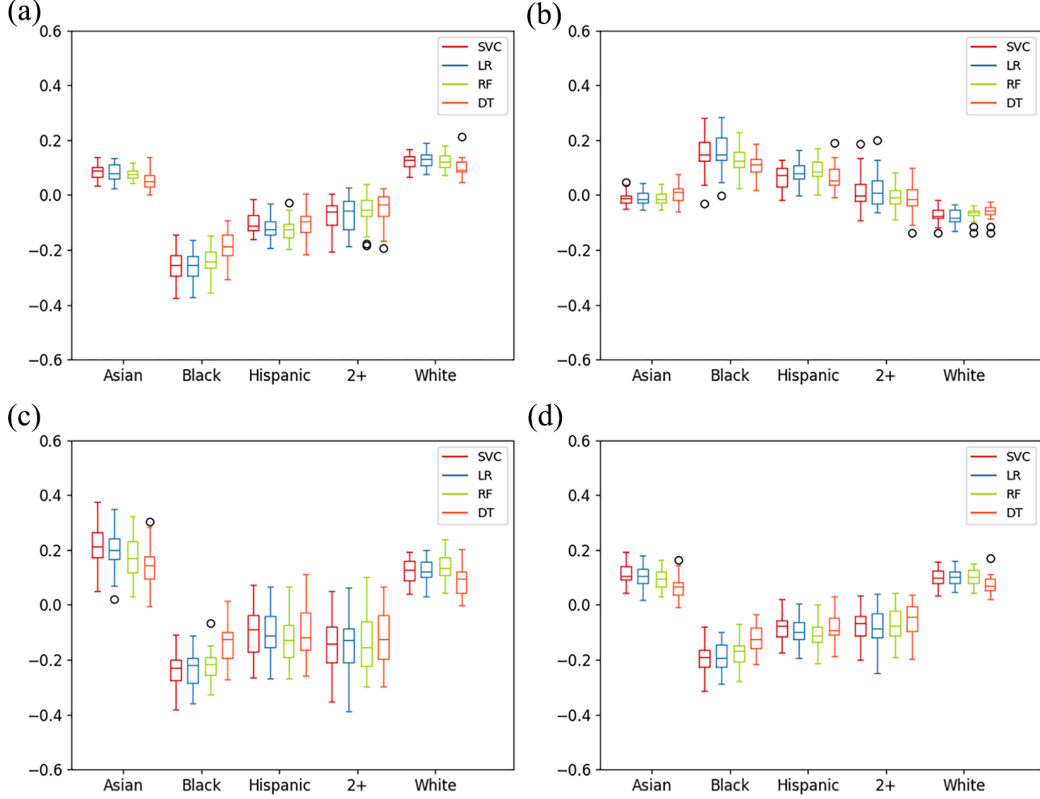 (a)
0.6
0.4
0.2
0.0
−0.2
−0.4
−0.6
Asian Black Hispanic 2+ White
SVC
LR
RF
DT
(b)
0.6
0.4
0.2
0.0
−0.2
−0.4
−0.6
Asian Black Hispanic 2+ White
SVC
LR
RF
DT
(c)
0.6
0.4
0.2
0.0
−0.2
−0.4
−0.6
Asian Black Hispanic 2+ White
SVC
LR
RF
DT
(d)
0.6
0.4
0.2
0.0
−0.2
−0.4
−0.6
Asian Black Hispanic 2+ White
SVC
LR
RF
DT